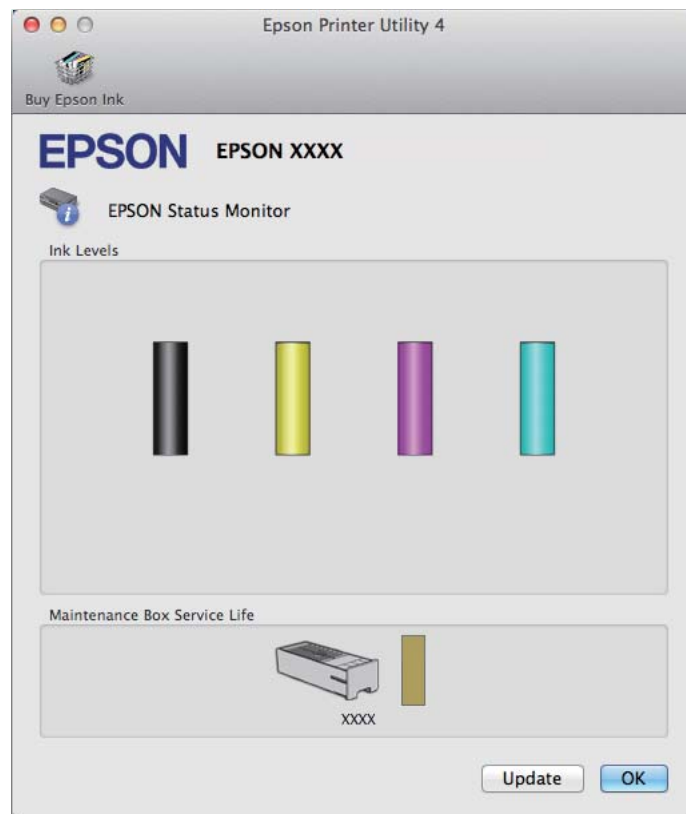 Epson Printer Utility 4
Buy Epson Ink
EPSON EPSON XXXX
EPSON Status Monitor
Ink Levels
Maintenance Box Service Life
XXXX
Update OK